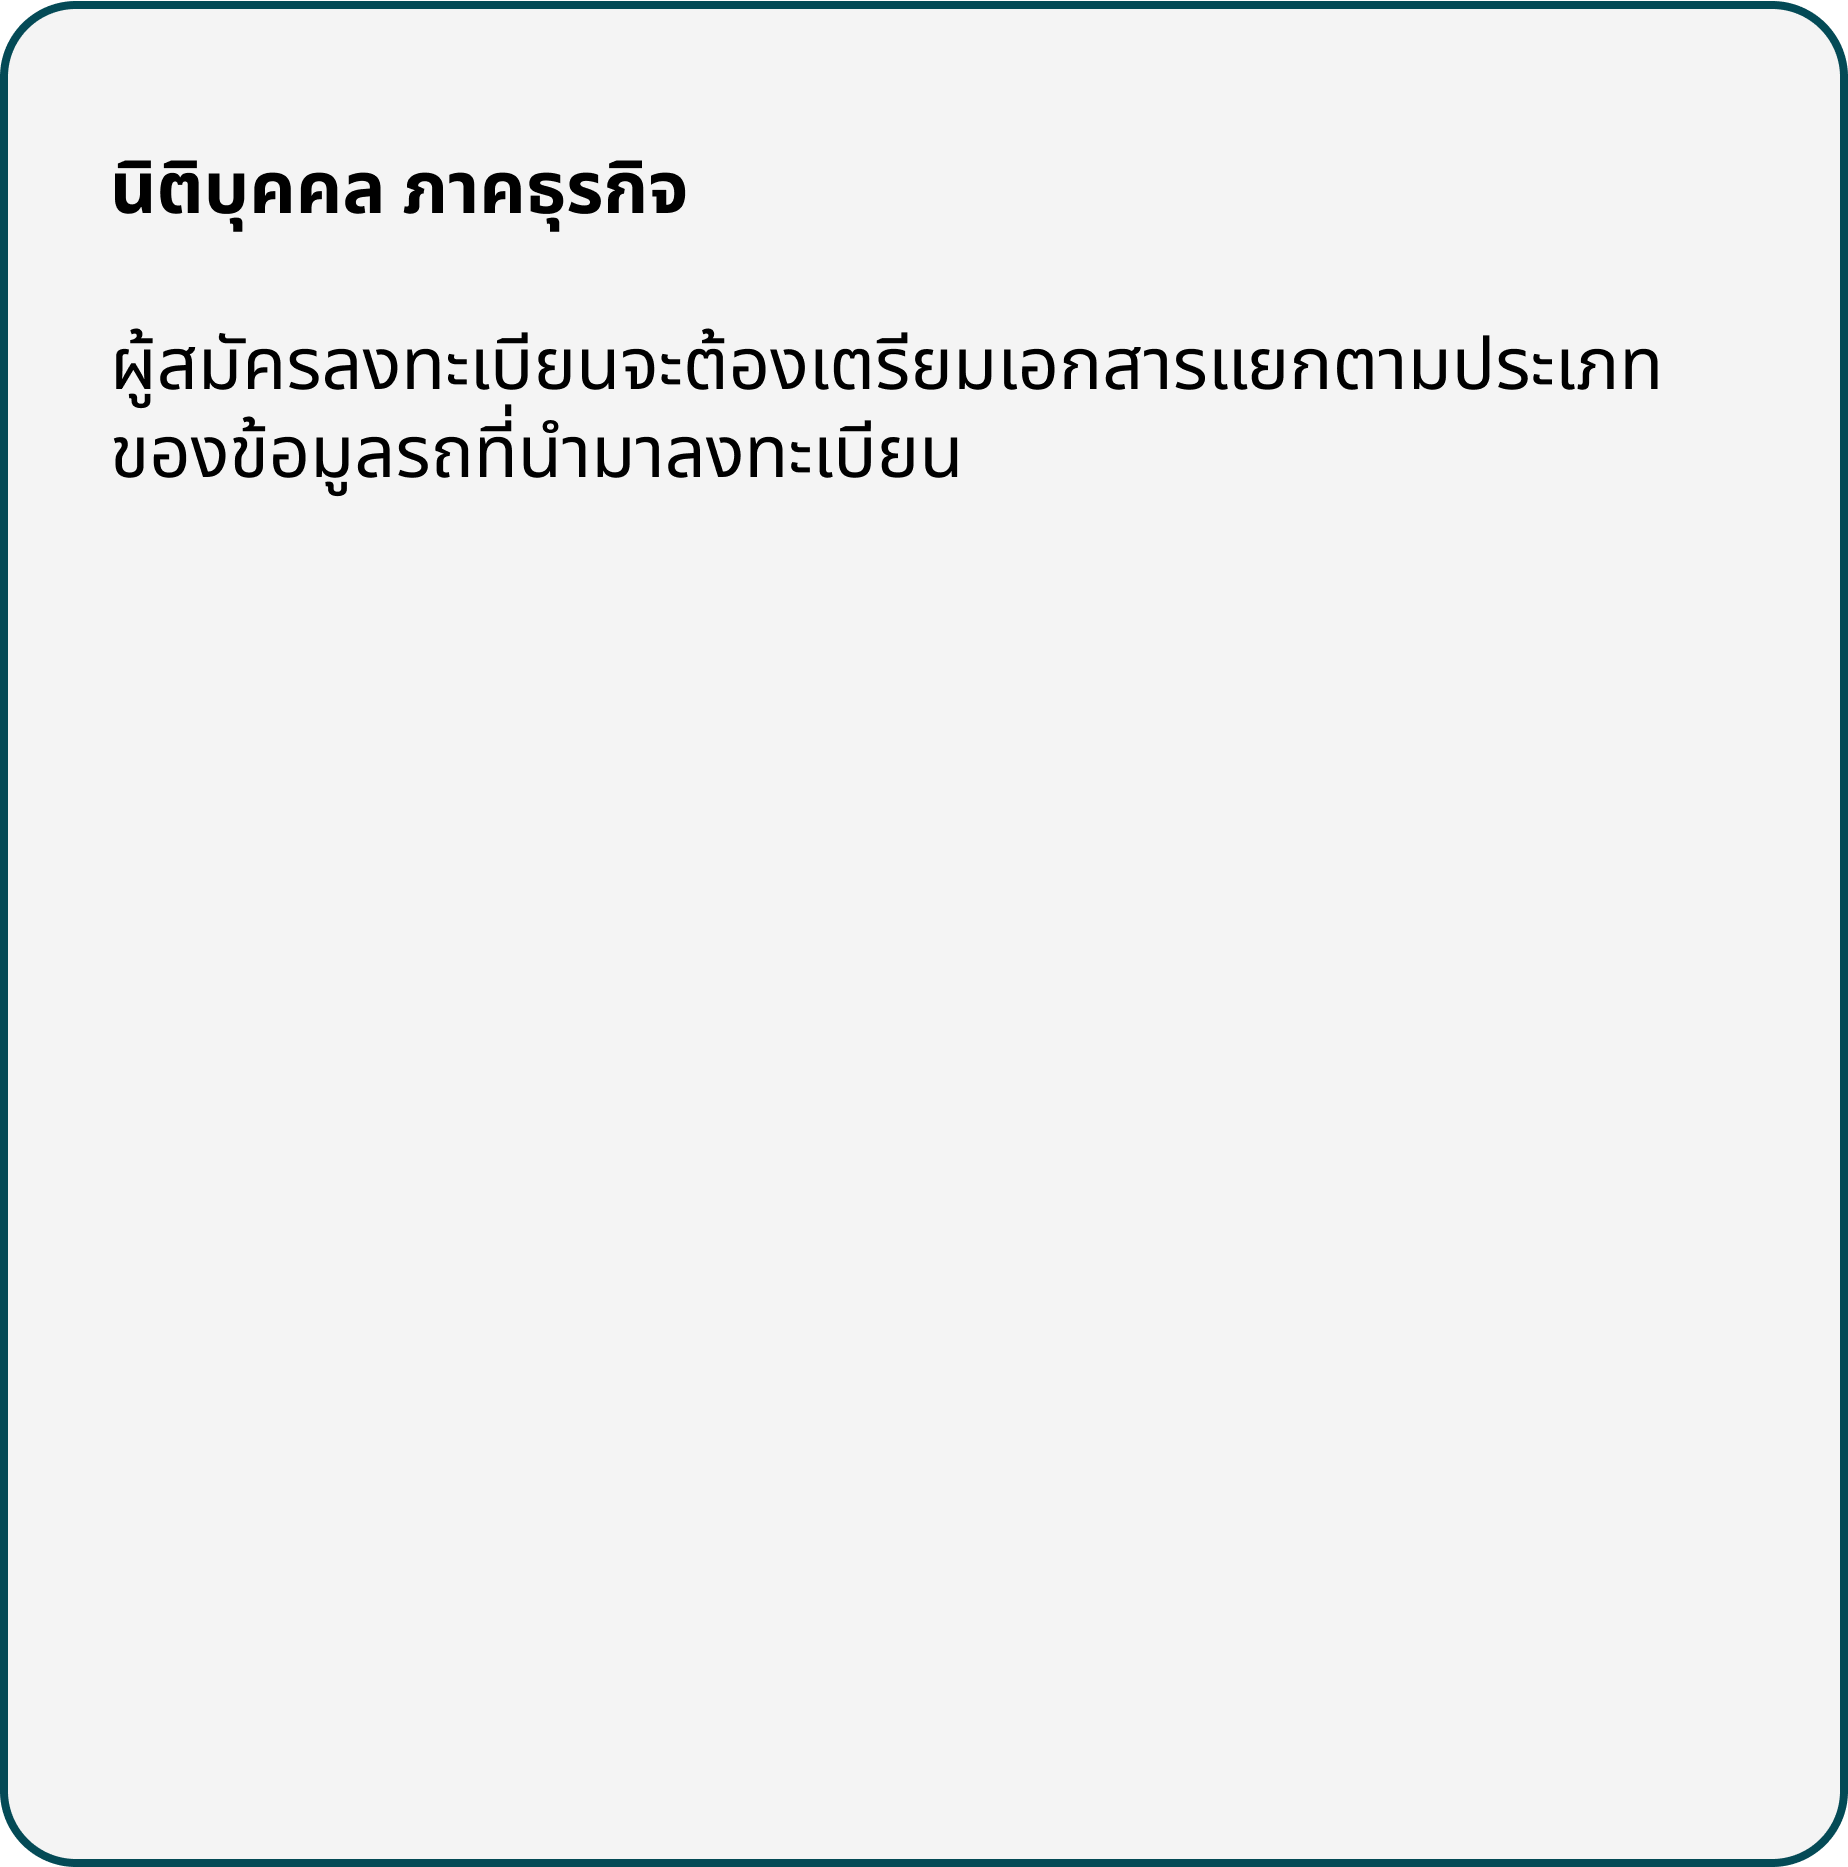 นิติบุคคล ภาคธุรกิจ
ผู้สมัครลงทะเบียนจะต้องเตรียมเอกสารแยกตามประเภท
ของข้อมูลรถที่นำมาลงทะเบียน